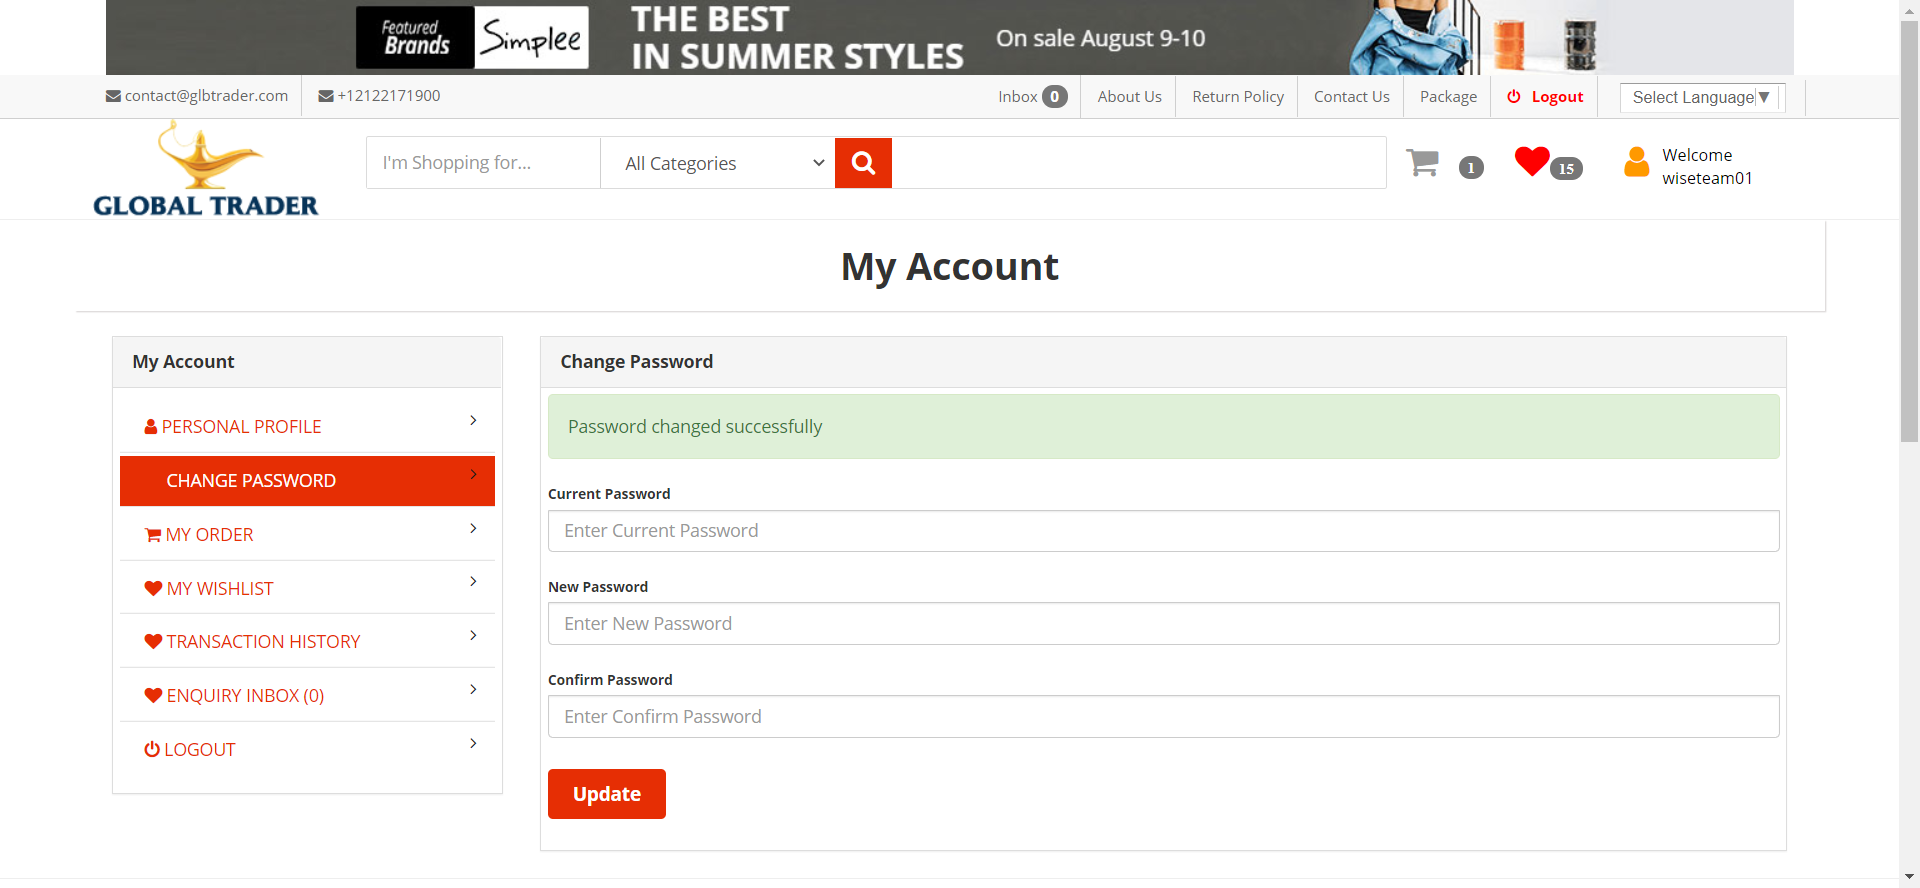 Featured
Brands
Simplee
THE BEST
IN SUMMER STYLES
On sale August 9-10
contact@glbtrader.com
+12122171900
Inbox 0
About Us
Return Policy
Contact Us
Package
Logout
Select Language ▼
GLOBAL TRADER
I'm Shopping for...
All Categories
1
15
Welcome
wiseteam01
My Account
My Account
PERSONAL PROFILE
CHANGE PASSWORD
MY ORDER
MY WISHLIST
TRANSACTION HISTORY
ENQUIRY INBOX (0)
LOGOUT
Change Password
Password changed successfully
Current Password
Enter Current Password
New Password
Enter New Password
Confirm Password
Enter Confirm Password
Update